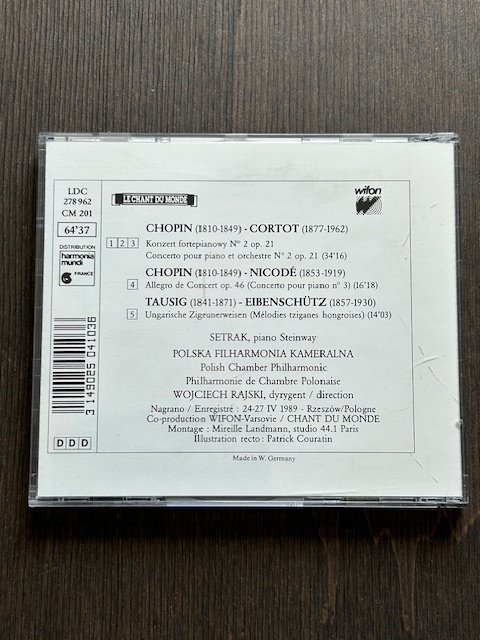 LDC
278 962
CM 201
64'37
DISTRIBUTION
harmonia
mundi
FRANCE
3 149025 041036
DDD
LE CHANT DU MONDE
wifon
CHOPIN (1810-1849) - CORTOT (1877-1962)
1 2 3 Konzert fortepianowy N° 2 op. 21
Concerto pour piano et orchestre N° 2 op. 21 (34'16)
CHOPIN (1810-1849) - NICODÉ (1853-1919)
4 Allegro de Concert op. 46 (Concerto pour piano n° 3) (16'18)
TAUSIG (1841-1871) - EIBENSCHÜTZ (1857-1930)
5 Ungarische Zigeunerweisen (Mélodies tziganes hongroises) (14'03)
SETRAK, piano Steinway
POLSKA FILHARMONIA KAMERALNA
Polish Chamber Philharmonic
Philharmonie de Chambre Polonaise
WOJCIECH RAJSKI, dyrygent / direction
Nagrano / Enregistré : 24-27 IV 1989 - Rzeszów/Pologne
Co-production WIFON-Varsovie / CHANT DU MONDE
Montage : Mireille Landmann, studio 44.1 Paris
Illustration recto : Patrick Couratin
Made in W. Germany